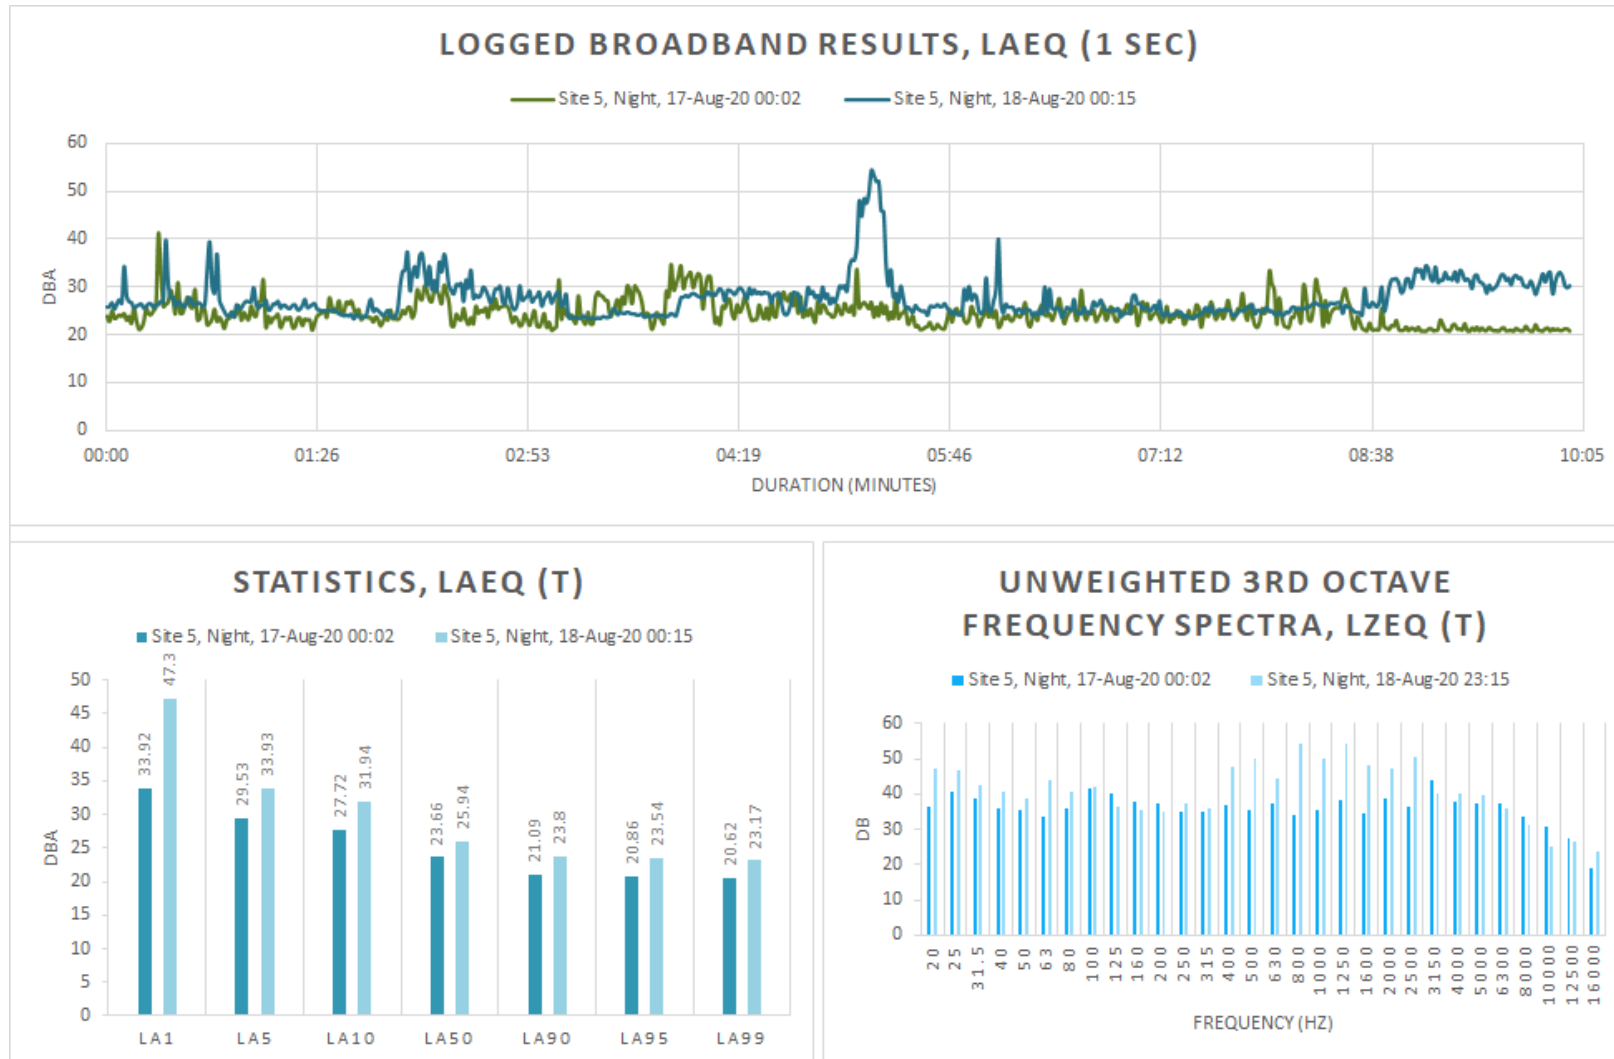 LOGGED BROADBAND RESULTS, LAEQ (1 SEC)
Site 5, Night, 17-Aug-20 00:02 Site 5, Night, 18-Aug-20 00:15
60
50
40
30
20
10
0
DBA
00:00 01:26 02:53 04:19 05:46 07:12 08:38 10:05
DURATION (MINUTES)
STATISTICS, LAEQ (T)
Site 5, Night, 17-Aug-20 00:02 Site 5, Night, 18-Aug-20 00:15
50
45
40
35
30
25
20
15
10
5
0
DBA
33.92 47.3 29.53 33.93 27.72 31.94 23.66 25.94 21.09 23.8 20.86 23.54 20.62 23.17
LA1 LA5 LA10 LA50 LA90 LA95 LA99
UNWEIGHTED 3RD OCTAVE
FREQUENCY SPECTRA, LZEQ (T)
Site 5, Night, 17-Aug-20 00:02 Site 5, Night, 18-Aug-20 23:15
60
50
40
30
20
10
0
DB
20 25 31.5 40 50 63 80 100 125 160 200 250 315 400 500 630 800 1000 1250 1600 2000 2500 3150 4000 5000 6300 8000 10000 12500 16000
FREQUENCY (HZ)